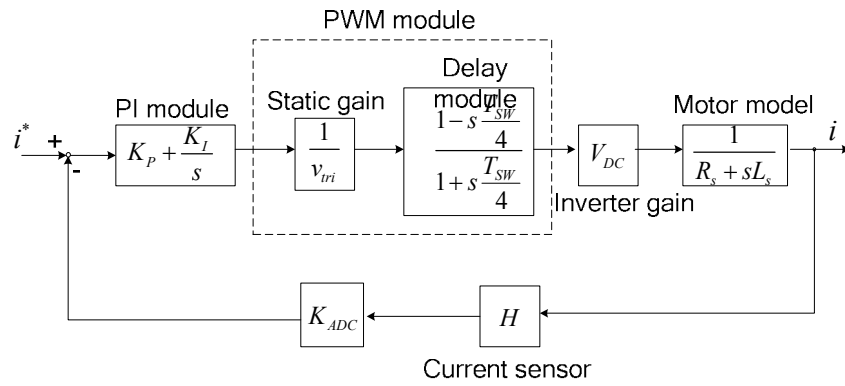 PWM module
Delay module
Static gain
PI module
Motor model
i* + -
K_P + K_I / s
1 / v_tri
1 - s T_SW / 4
1 + s T_SW / 4
V_DC
1 / R_s + sL_s
i
Inverter gain
K_ADC
H
Current sensor